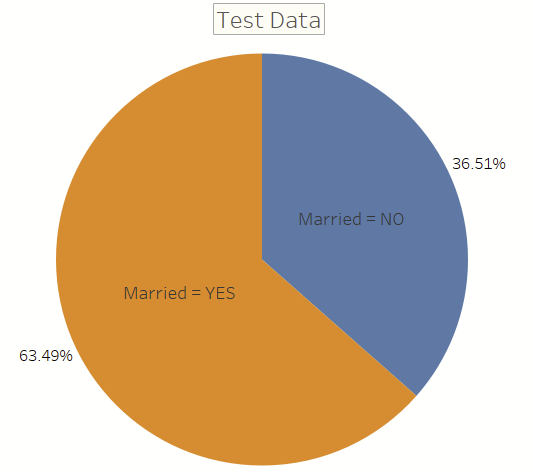 Test Data
36.51%
Married = NO
Married = YES
63.49%